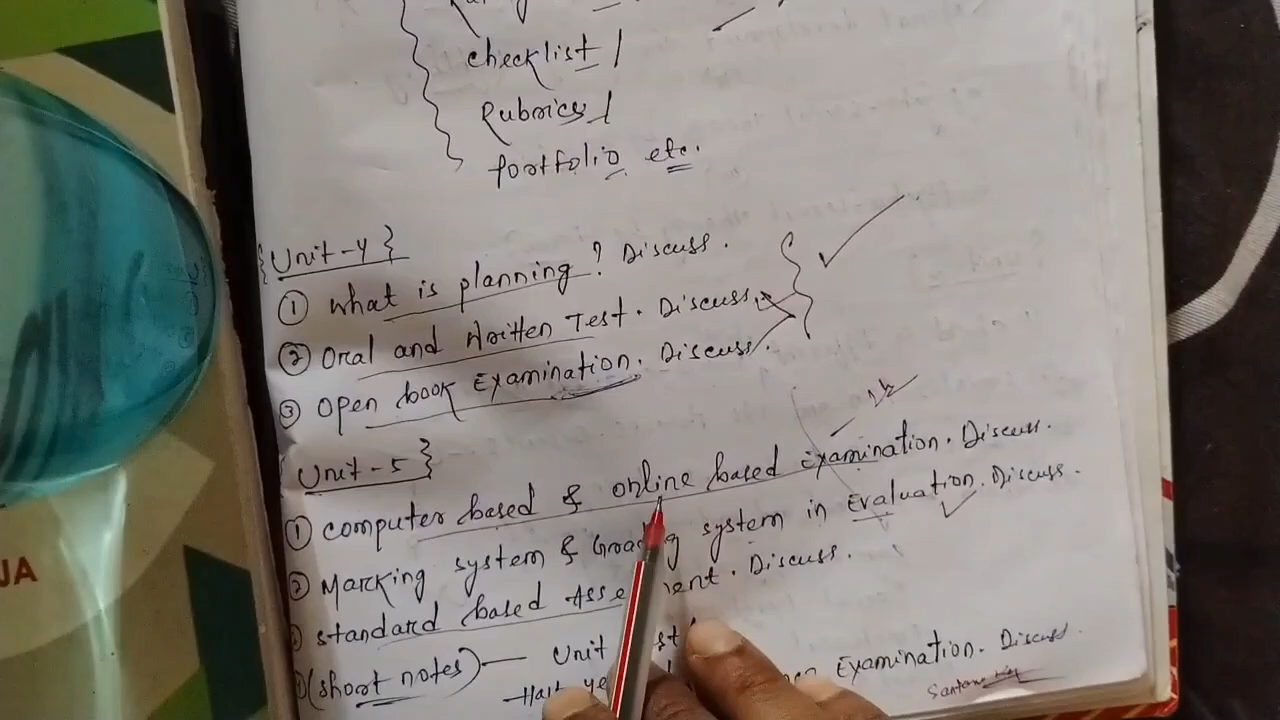 checklist /
Rubrics /
Portfolio etc.
{Unit-4}
① What is planning? Discuss.
② Oral and Written Test. Discuss.
③ Open book Examination. Discuss.
{Unit-5}
① Computer based & online based Examination. Discuss.
② Marking system & Grading system in Evaluation. Discuss.
standard based Assessment. Discuss.
(short notes) — Unit
Examination. Discuss.
JA